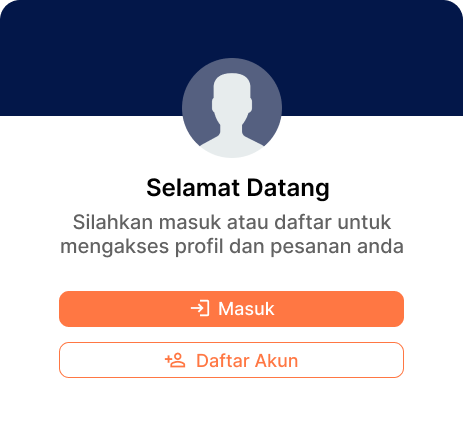 Selamat Datang
Silahkan masuk atau daftar untuk
mengakses profil dan pesanan anda
Masuk
Daftar Akun